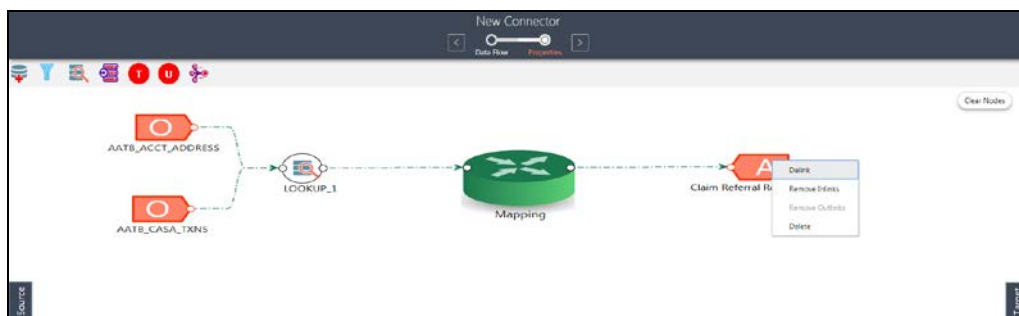 New Connector
<
>
Data Flow
Properties
T
U
Clear Nodes
AATB_ACCT_ADDRESS
LOOKUP_1
AATB_CASA_TXNS
Mapping
A
Claim Referral
Delink
Remove Inlinks
Remove Outlinks
Delete
Source
Target